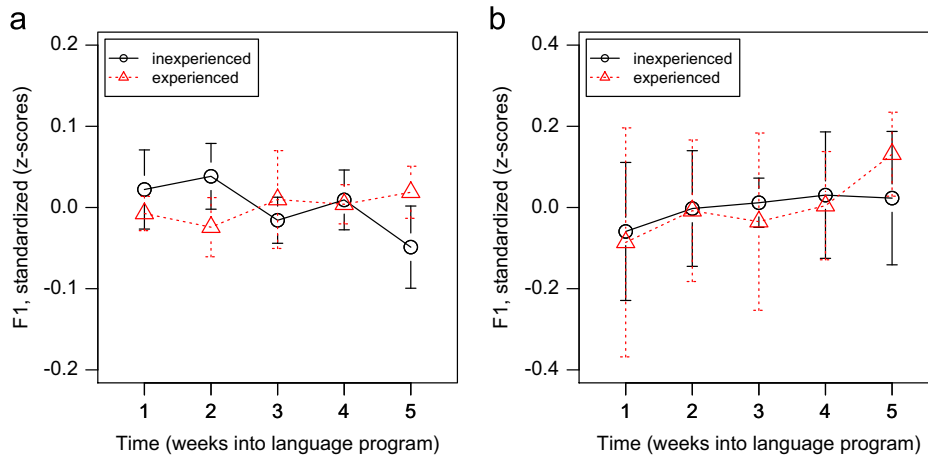 a
0.2
0.1
0.0
-0.1
-0.2
F1, standardized (z-scores)
inexperienced
experienced
1 2 3 4 5
Time (weeks into language program)
b
0.4
0.2
0.0
-0.2
-0.4
F1, standardized (z-scores)
inexperienced
experienced
1 2 3 4 5
Time (weeks into language program)